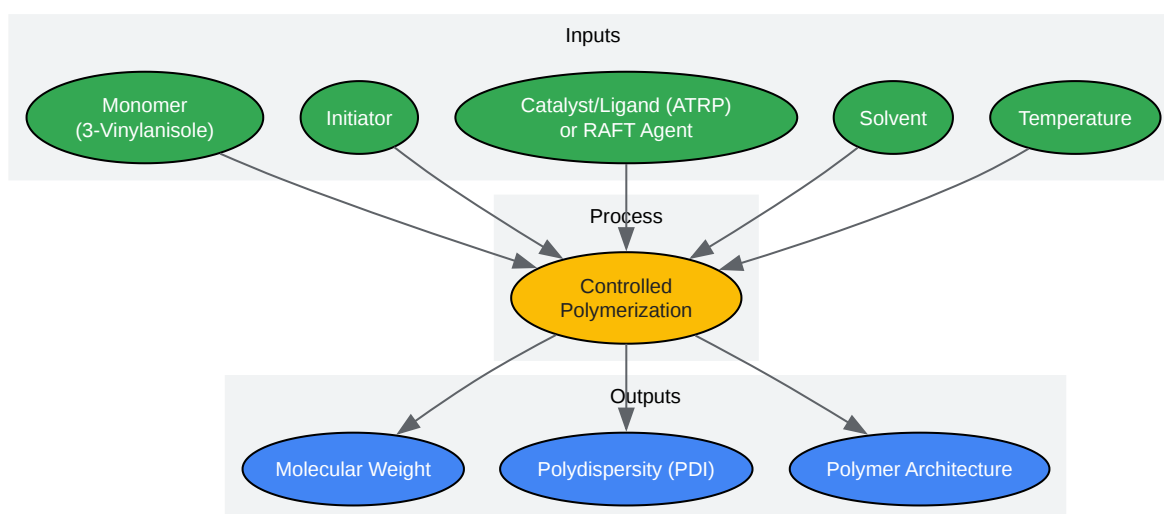 Inputs
Monomer
(3-Vinylanisole)
Initiator
Catalyst/Ligand (ATRP)
or RAFT Agent
Solvent
Temperature
Process
Controlled
Polymerization
Outputs
Molecular Weight
Polydispersity (PDI)
Polymer Architecture